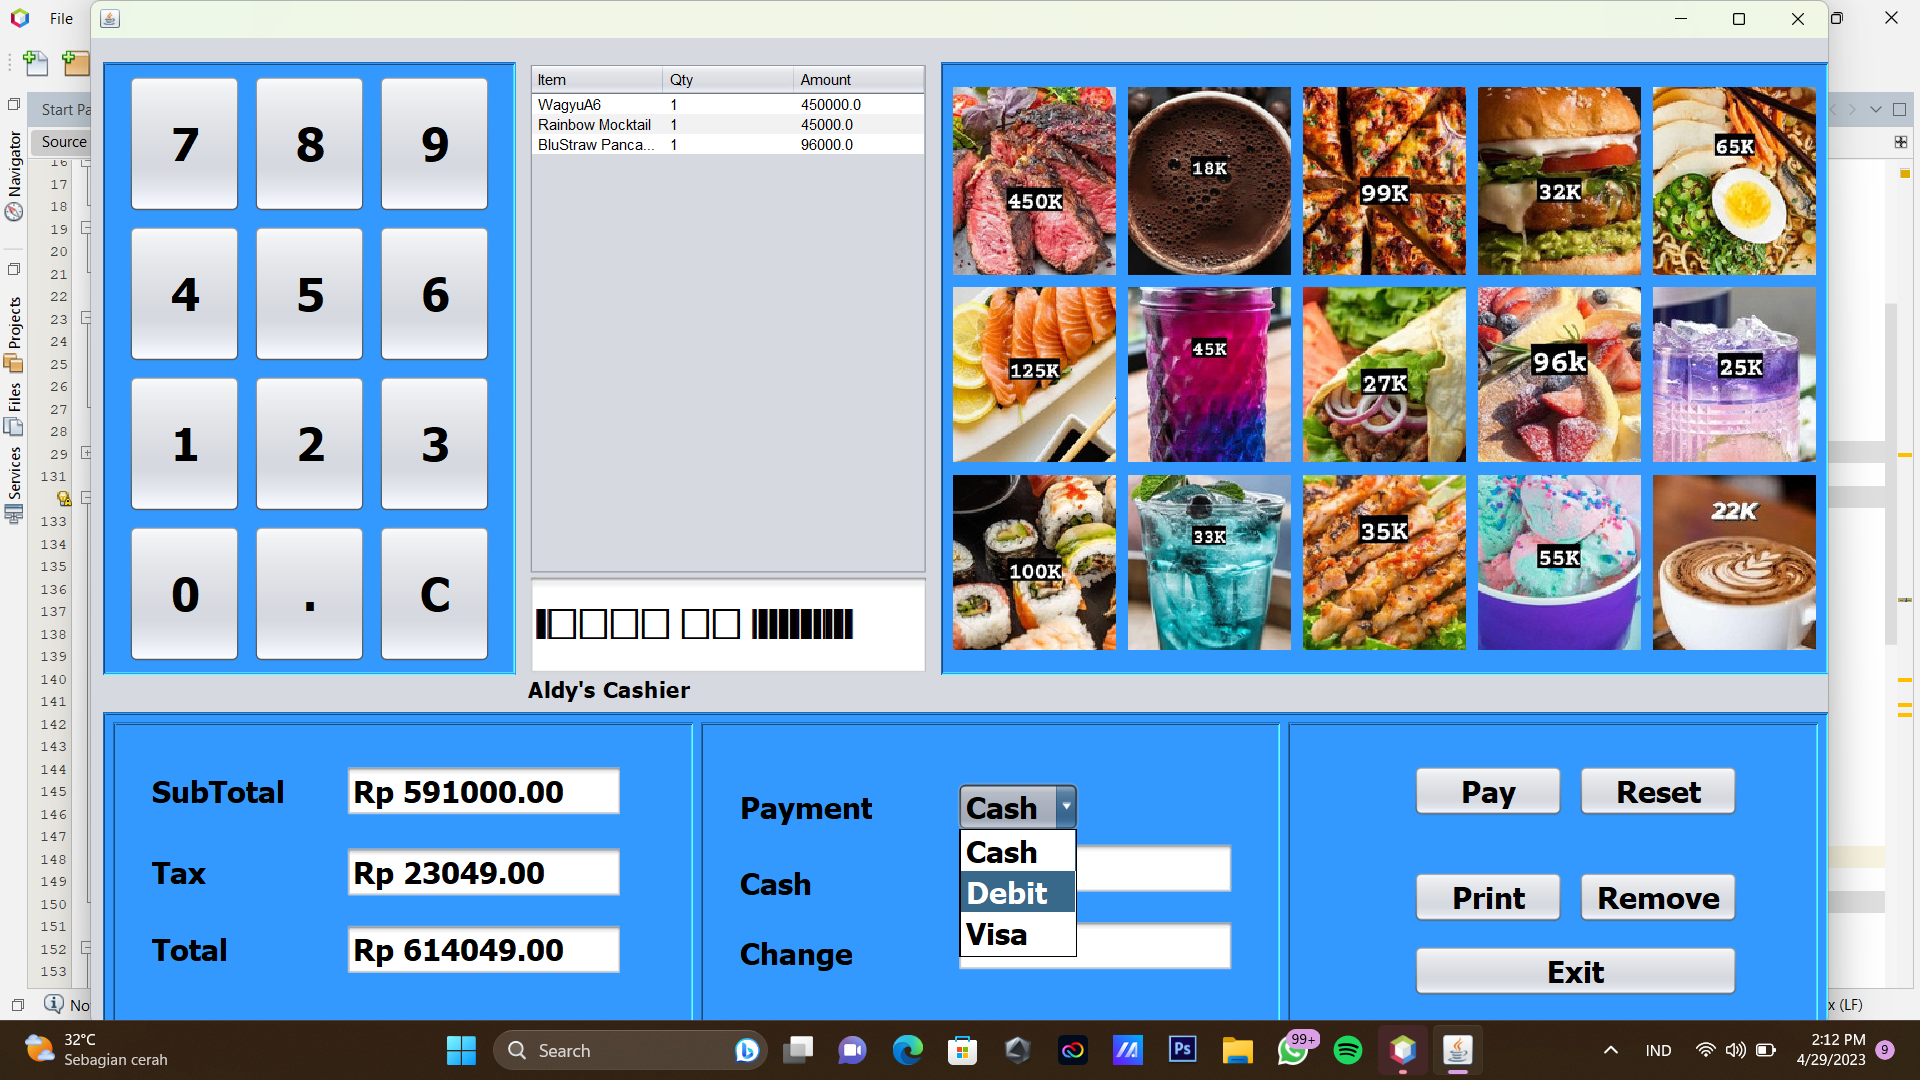 File
Start Pa
Source
Navigator
Projects
Files
Services
16
17
18
19
20
21
22
23
24
25
26
27
28
29
131
133
134
135
136
137
138
139
140
141
142
143
144
145
146
147
148
149
150
151
152
153
7 8 9
4 5 6
1 2 3
0 . C
Item Qty Amount
WagyuA6 1 450000.0
Rainbow Mocktail 1 45000.0
BluStraw Panca... 1 96000.0
Aldy's Cashier
450K 18K 99K 32K 65K
125K 45K 27K 96k 25K
100K 33K 35K 55K 22K
SubTotal Rp 591000.00
Tax Rp 23049.00
Total Rp 614049.00
Payment Cash
Cash
Debit
Visa
Cash
Change
Pay Reset
Print Remove
Exit
No
x (LF)
32°C
Sebagian cerah
Search
Ps
99+
IND
2:12 PM
4/29/2023
9